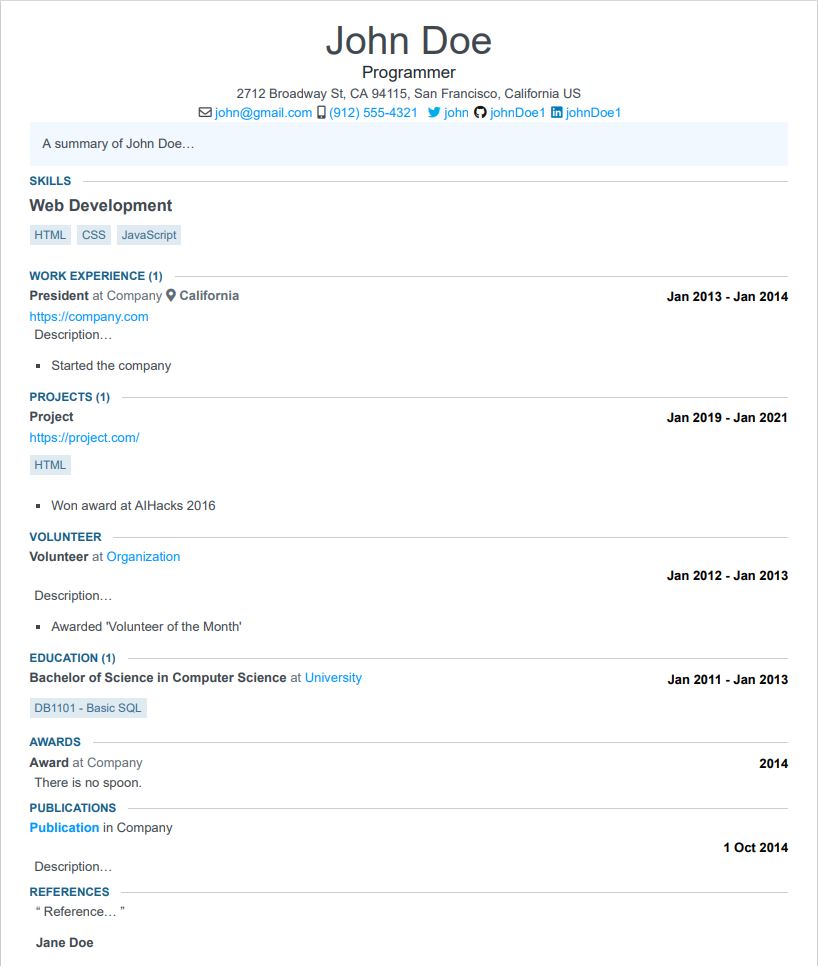 John Doe
Programmer
2712 Broadway St, CA 94115, San Francisco, California US
john@gmail.com (912) 555-4321 john johnDoe1 johnDoe1
A summary of John Doe…
SKILLS
Web Development
HTML CSS JavaScript
WORK EXPERIENCE (1)
President at Company California Jan 2013 - Jan 2014
https://company.com
Description…
▪ Started the company
PROJECTS (1)
Project Jan 2019 - Jan 2021
https://project.com/
HTML
▪ Won award at AIHacks 2016
VOLUNTEER
Volunteer at Organization
Jan 2012 - Jan 2013
Description…
▪ Awarded 'Volunteer of the Month'
EDUCATION (1)
Bachelor of Science in Computer Science at University Jan 2011 - Jan 2013
DB1101 - Basic SQL
AWARDS
Award at Company 2014
There is no spoon.
PUBLICATIONS
Publication in Company
1 Oct 2014
Description…
REFERENCES
“ Reference… ”
Jane Doe